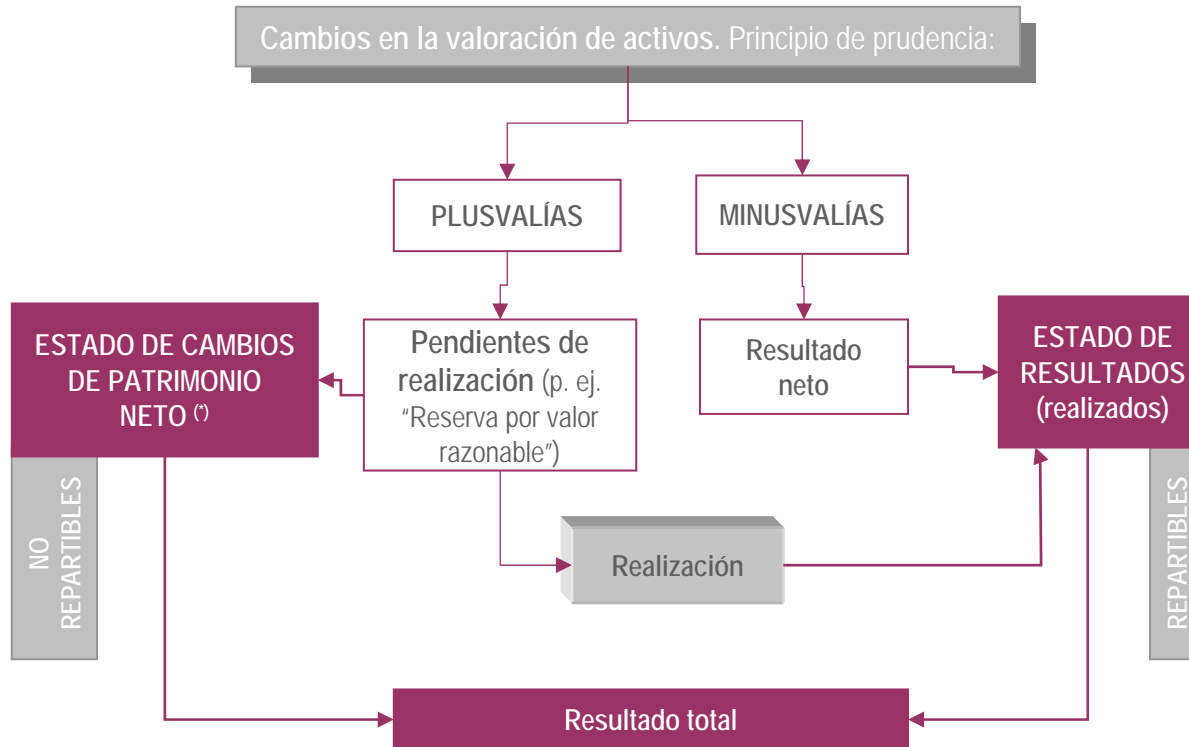 Cambios en la valoración de activos. Principio de prudencia:
PLUSVALÍAS
MINUSVALÍAS
ESTADO DE CAMBIOS
DE PATRIMONIO
NETO (*)
Pendientes de
realización (p. ej.
“Reserva por valor
razonable”)
Resultado
neto
ESTADO DE
RESULTADOS
(realizados)
NO
REPARTIBLES
Realización
REPARTIBLES
Resultado total